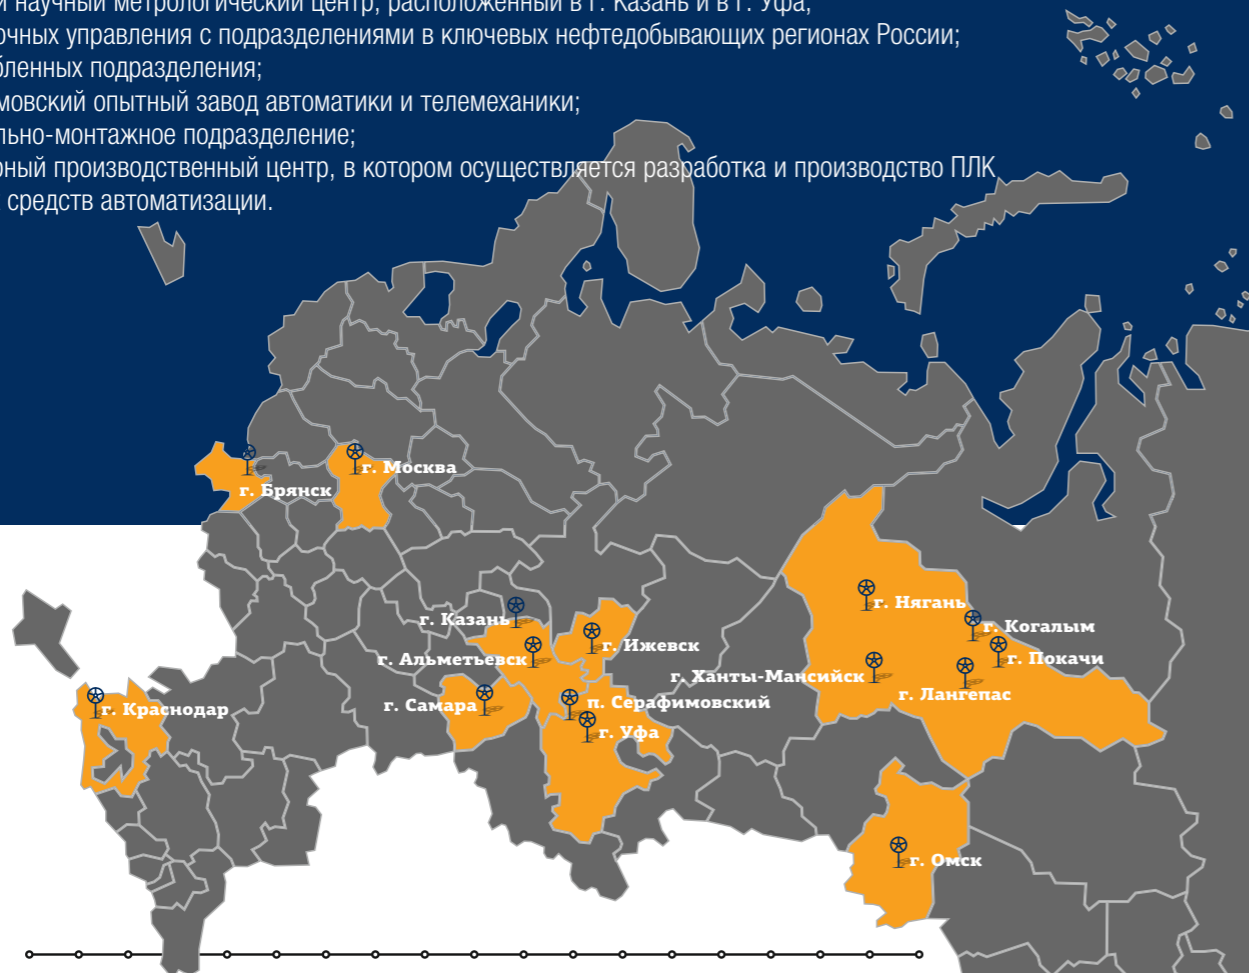 й научный метрологический центр, расположенный в г. Казань и в г. Уфа;
очных управления с подразделениями в ключевых нефтедобывающих регионах России;
бленных подразделения;
мовский опытный завод автоматики и телемеханики;
льно-монтажное подразделение;
рный производственный центр, в котором осуществляется разработка и производство ПЛК
средств автоматизации.
г. Москва
г. Брянск
г. Нягань
г. Казань
г. Когалым
г. Ижевск
г. Альметьевск
г. Покачи
г. Ханты-Мансийск
г. Лангепас
г. Самара
п. Серафимовский
г. Краснодар
г. Уфа
г. Омск